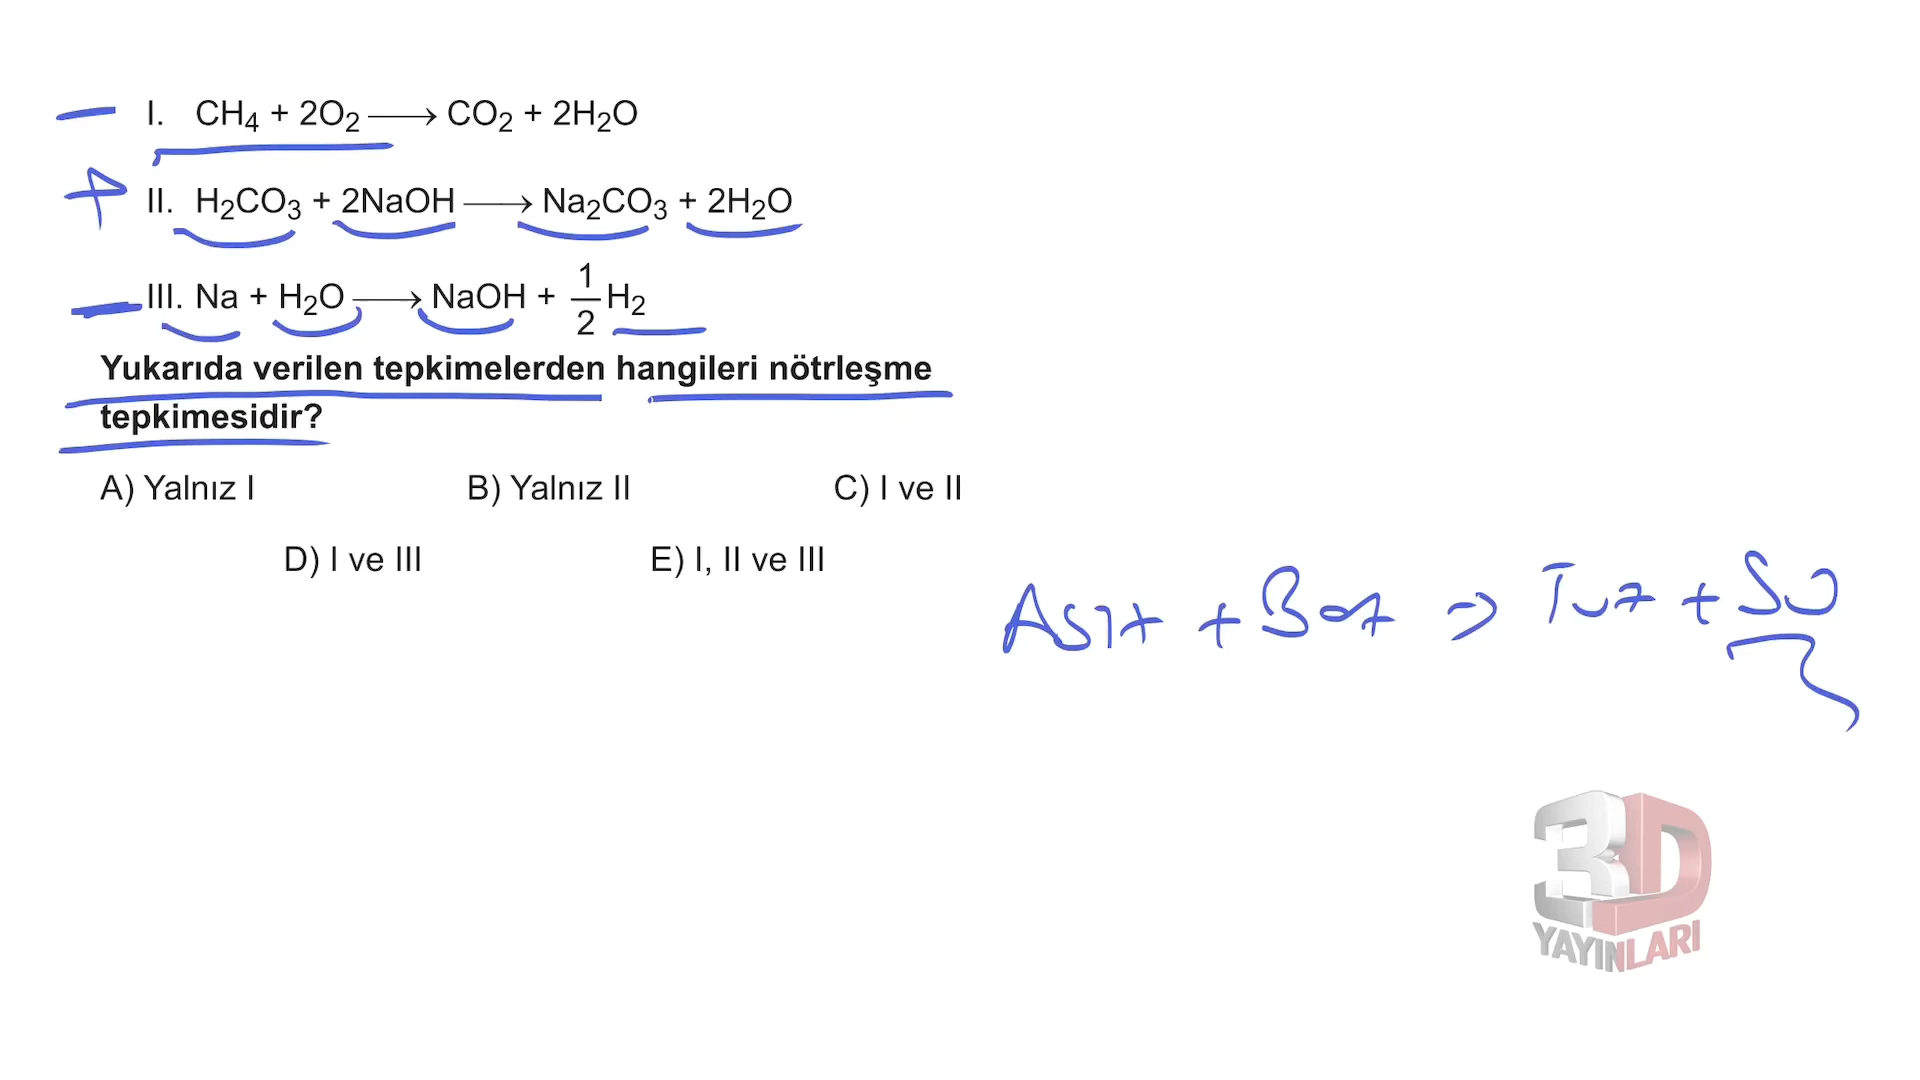 I. CH₄ + 2O₂ ⟶ CO₂ + 2H₂O
II. H₂CO₃ + 2NaOH ⟶ Na₂CO₃ + 2H₂O
III. Na + H₂O ⟶ NaOH + 1/2 H₂
Yukarıda verilen tepkimelerden hangileri nötrleşme
tepkimesidir?
A) Yalnız I B) Yalnız II C) I ve II
D) I ve III E) I, II ve III
Asit + Baz → Tuz + SU
3D
YAYINLARI